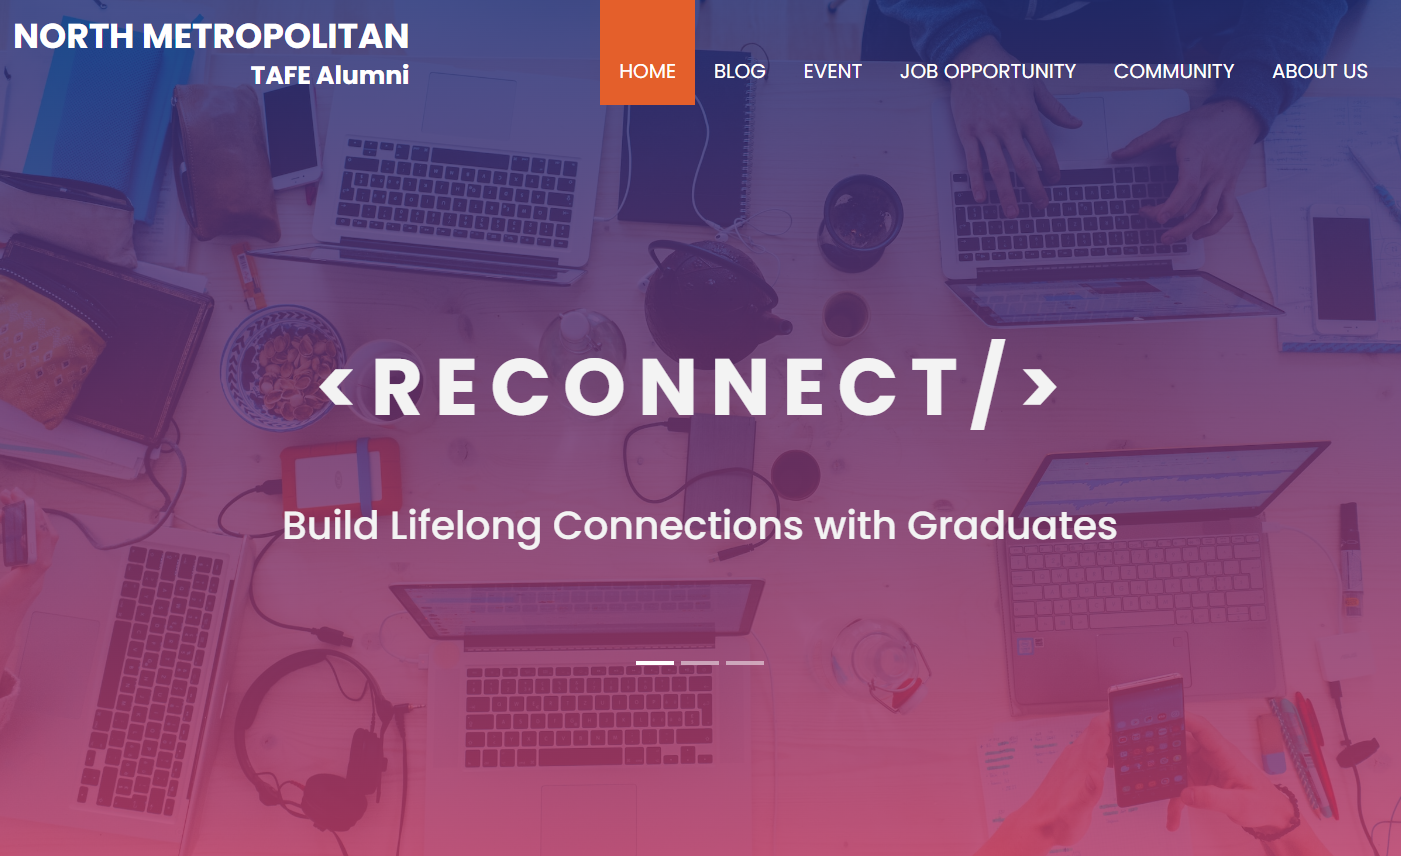 NORTH METROPOLITAN
TAFE Alumni
HOME BLOG EVENT JOB OPPORTUNITY COMMUNITY ABOUT US
<RECONNECT/>
Build Lifelong Connections with Graduates